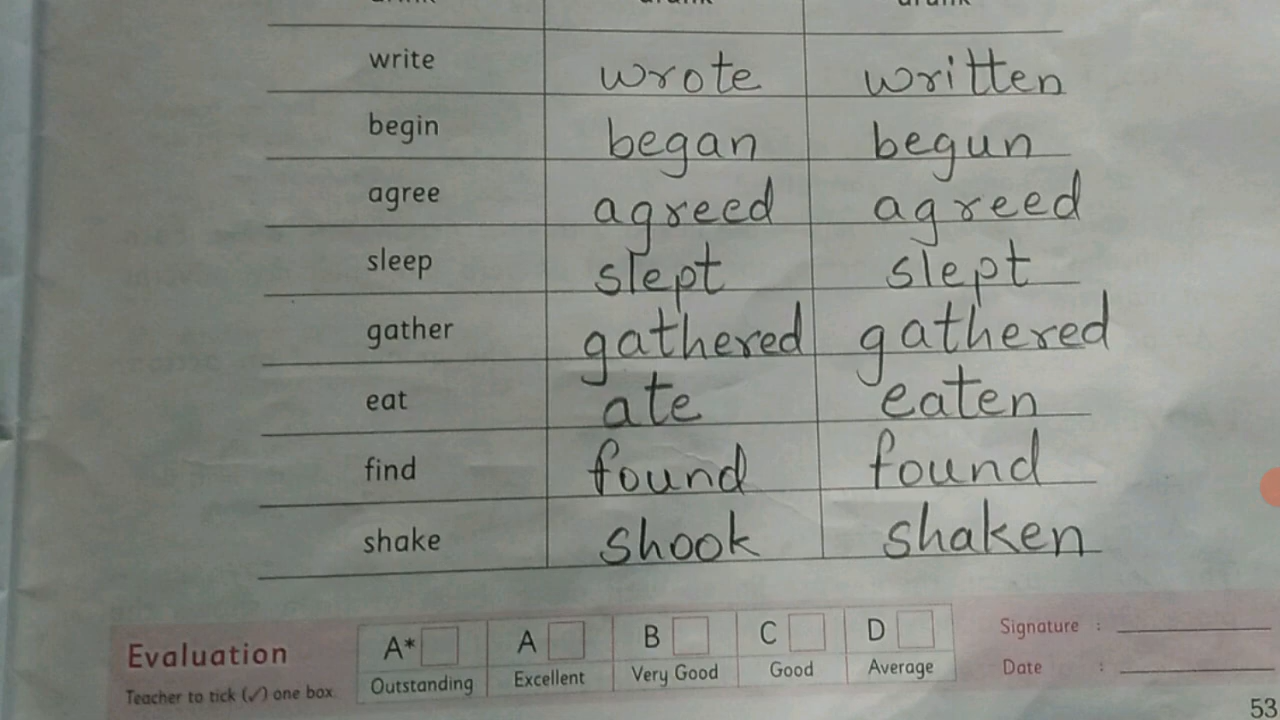 write wrote written
begin began begun
agree agreed agreed
sleep slept slept
gather gathered gathered
eat ate eaten
find found found
shake shook shaken
Evaluation
Teacher to tick (✓) one box.
A* A B C D
Outstanding Excellent Very Good Good Average
Signature :
Date :
53